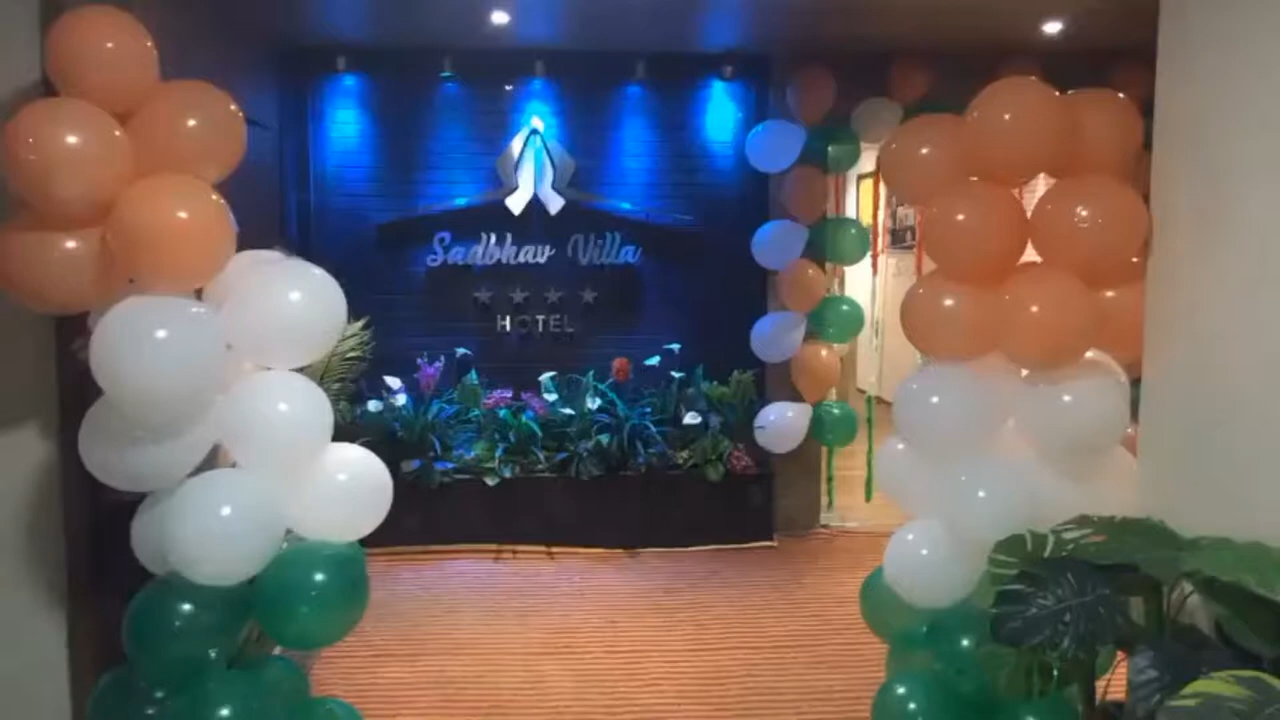 Sadbhav Villa
★ ★ ★ ★
HOTEL